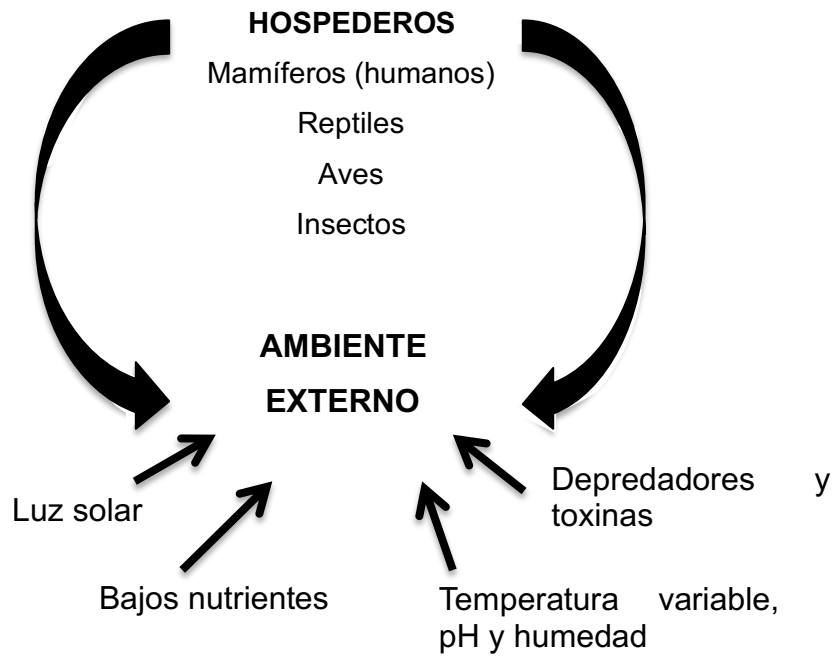 HOSPEDEROS
Mamíferos (humanos)
Reptiles
Aves
Insectos
AMBIENTE
EXTERNO
Luz solar
Bajos nutrientes
Temperatura variable,
pH y humedad
Depredadores y
toxinas